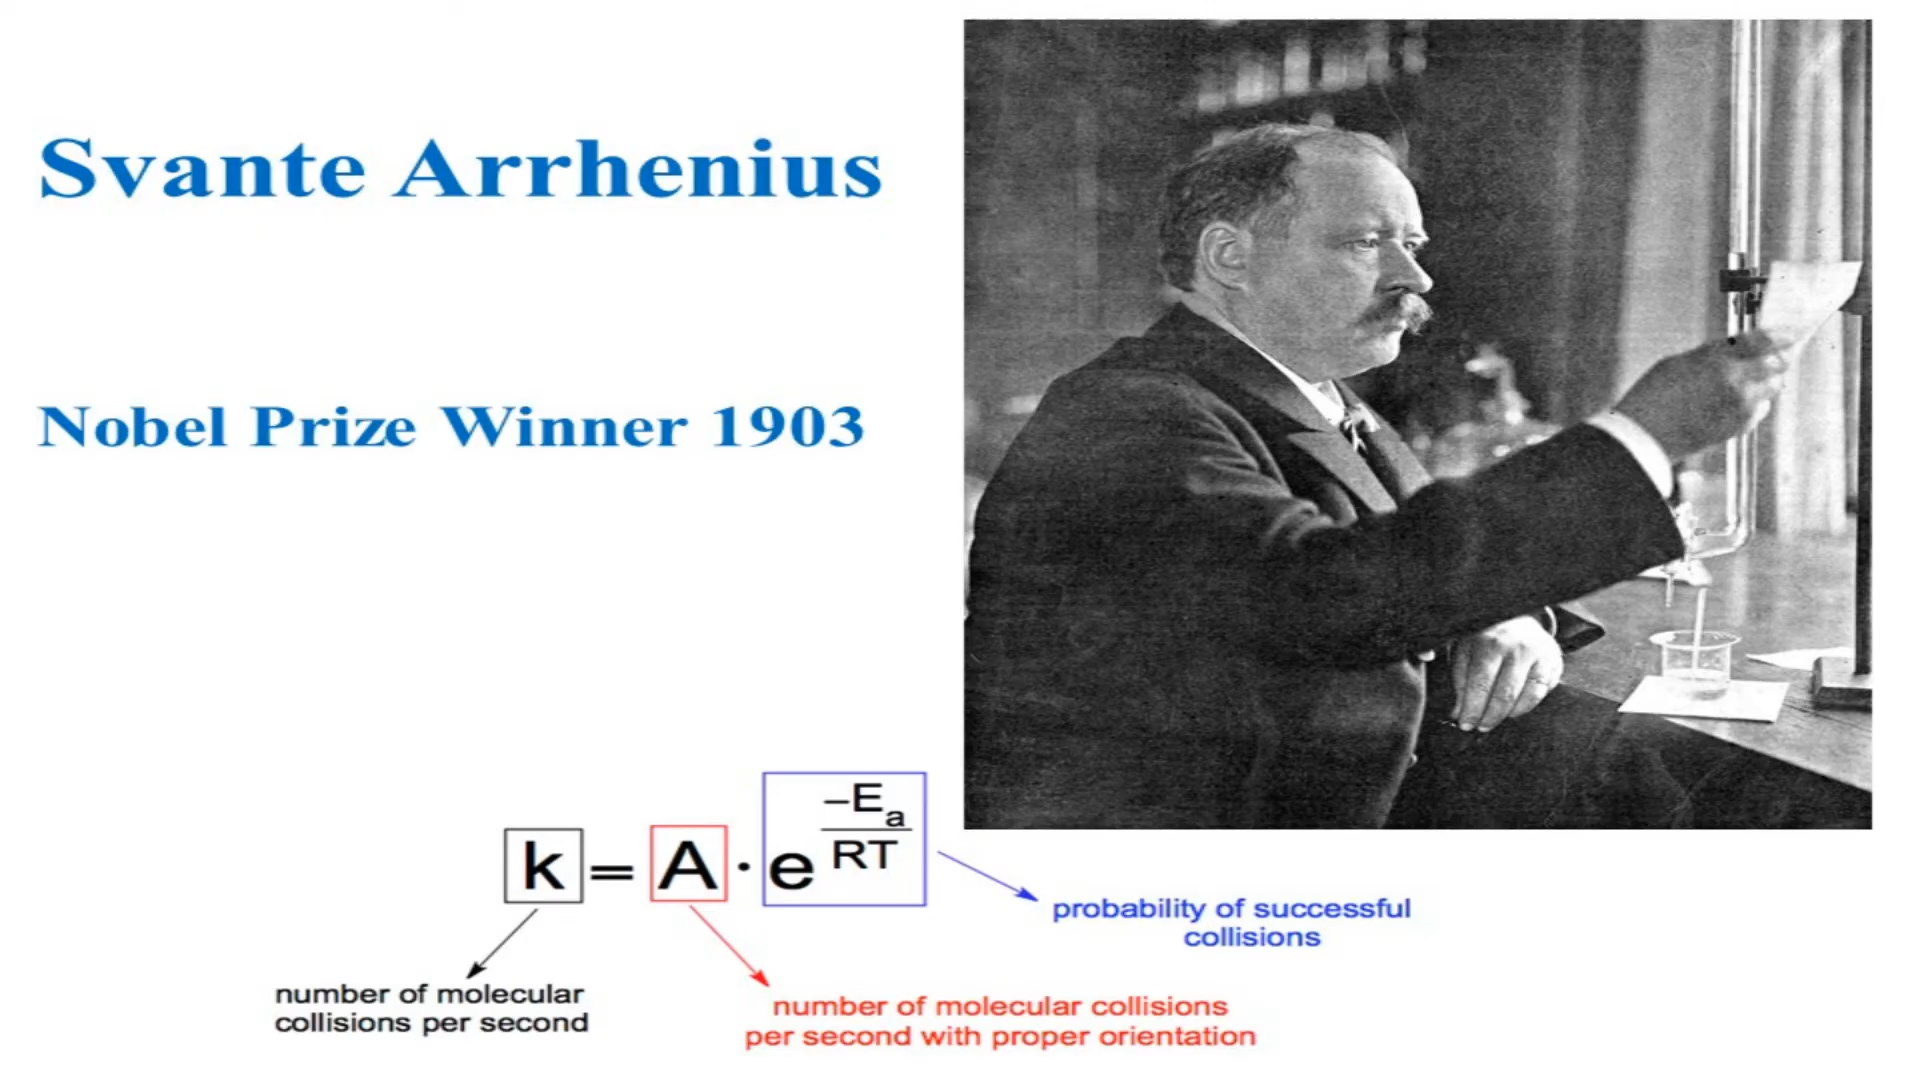 Svante Arrhenius
Nobel Prize Winner 1903
k = A · e
–Ea
RT
probability of successful
collisions
number of molecular
collisions per second
number of molecular collisions
per second with proper orientation